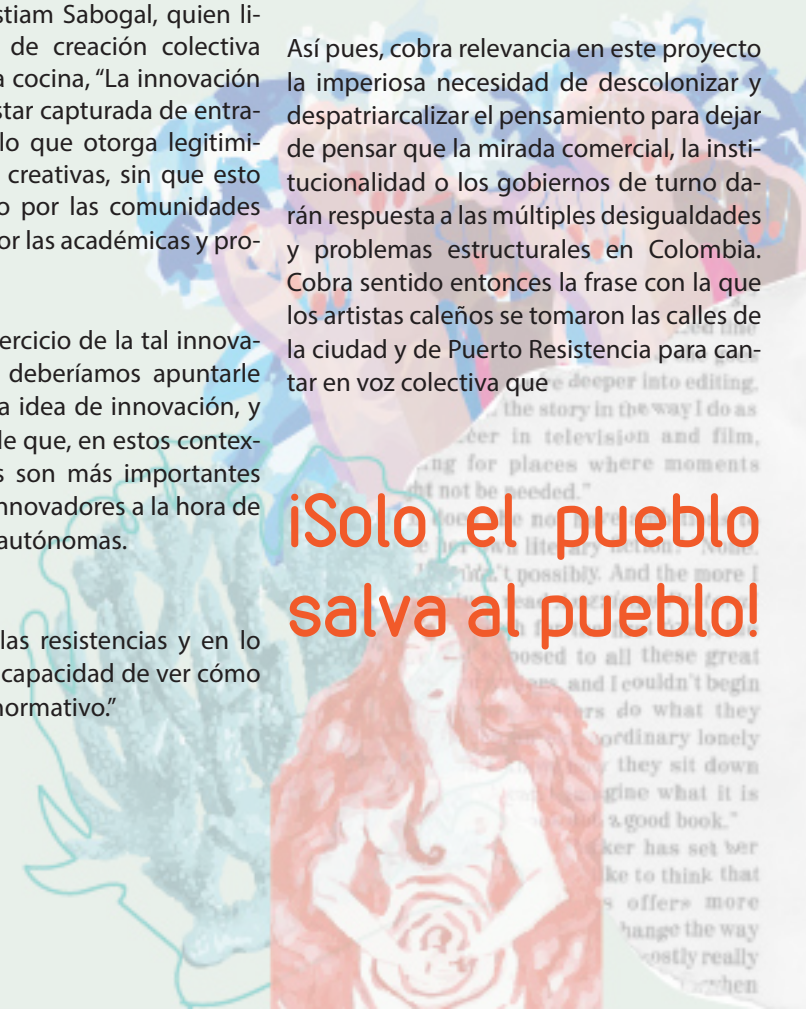 stiam Sabogal, quien li-
de creación colectiva
a cocina, “La innovación
star capturada de entra-
lo que otorga legitimi-
creativas, sin que esto
o por las comunidades
or las académicas y pro-
ercicio de la tal innova-
deberíamos apuntarle
a idea de innovación, y
le que, en estos contex-
s son más importantes
nnovadores a la hora de
autónomas.
las resistencias y en lo
capacidad de ver cómo
normativo.”
Así pues, cobra relevancia en este proyecto
la imperiosa necesidad de descolonizar y
despatriarcalizar el pensamiento para dejar
de pensar que la mirada comercial, la insti-
tucionalidad o los gobiernos de turno da-
rán respuesta a las múltiples desigualdades
y problemas estructurales en Colombia.
Cobra sentido entonces la frase con la que
los artistas caleños se tomaron las calles de
la ciudad y de Puerto Resistencia para can-
tar en voz colectiva que
¡Solo el pueblo
salva al pueblo!
deeper into editing,
the story in the way I do as
in television and film,
for places where moments
not be needed.”
possibly. And the more I
to all these great
and I couldn't begin
do what they
ordinary lonely
they sit down
what it is
a good book.”
has set her
to think that
offers more
the way
really
when